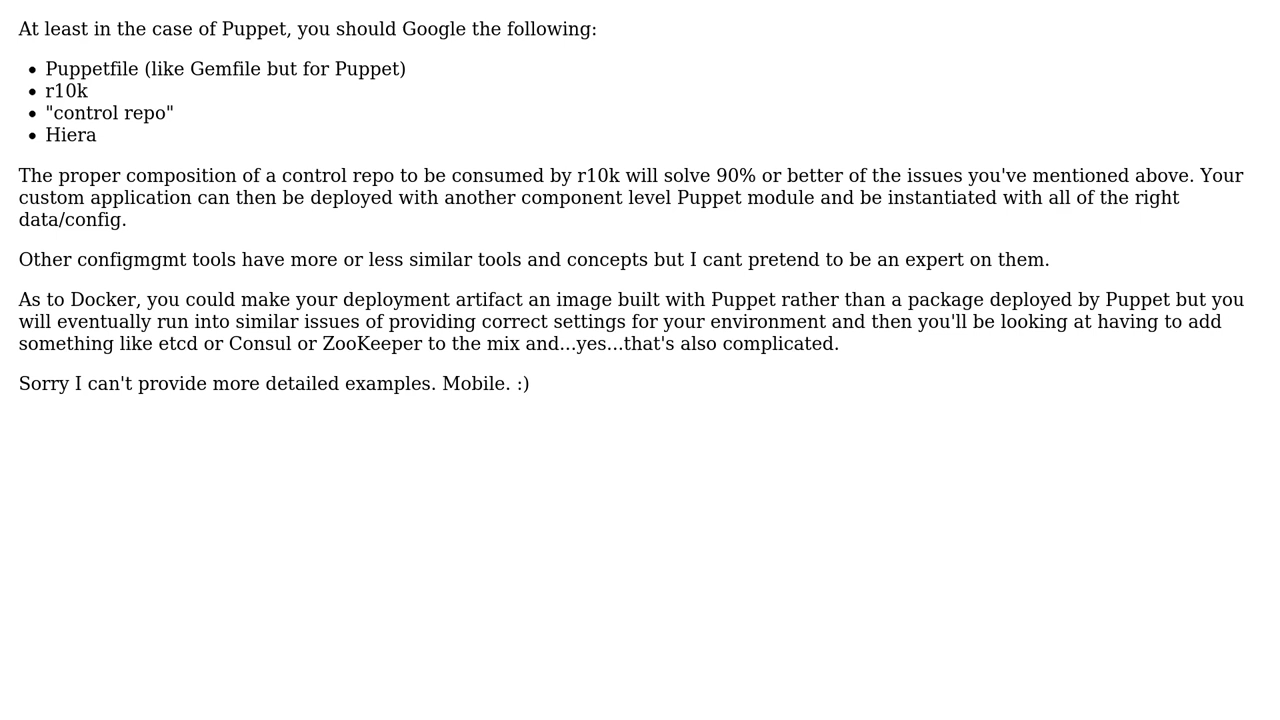 At least in the case of Puppet, you should Google the following:
• Puppetfile (like Gemfile but for Puppet)
• r10k
• "control repo"
• Hiera
The proper composition of a control repo to be consumed by r10k will solve 90% or better of the issues you've mentioned above. Your
custom application can then be deployed with another component level Puppet module and be instantiated with all of the right
data/config.
Other configmgmt tools have more or less similar tools and concepts but I cant pretend to be an expert on them.
As to Docker, you could make your deployment artifact an image built with Puppet rather than a package deployed by Puppet but you
will eventually run into similar issues of providing correct settings for your environment and then you'll be looking at having to add
something like etcd or Consul or ZooKeeper to the mix and...yes...that's also complicated.
Sorry I can't provide more detailed examples. Mobile. :)